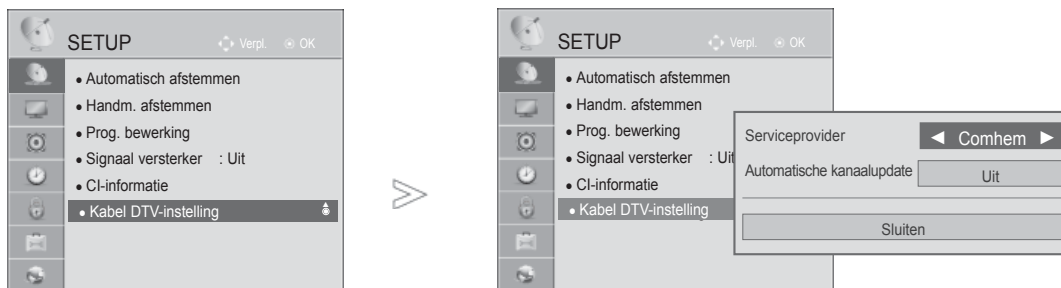 SETUP
Verpl. OK
• Automatisch afstemmen
• Handm. afstemmen
• Prog. bewerking
• Signaal versterker : Uit
• CI-informatie
• Kabel DTV-instelling
SETUP
Verpl. OK
• Automatisch afstemmen
• Handm. afstemmen
• Prog. bewerking
• Signaal versterker : Uit
• CI-informatie
• Kabel DTV-instelling
Serviceprovider ◄ Comhem ►
Automatische kanaalupdate Uit
Sluiten